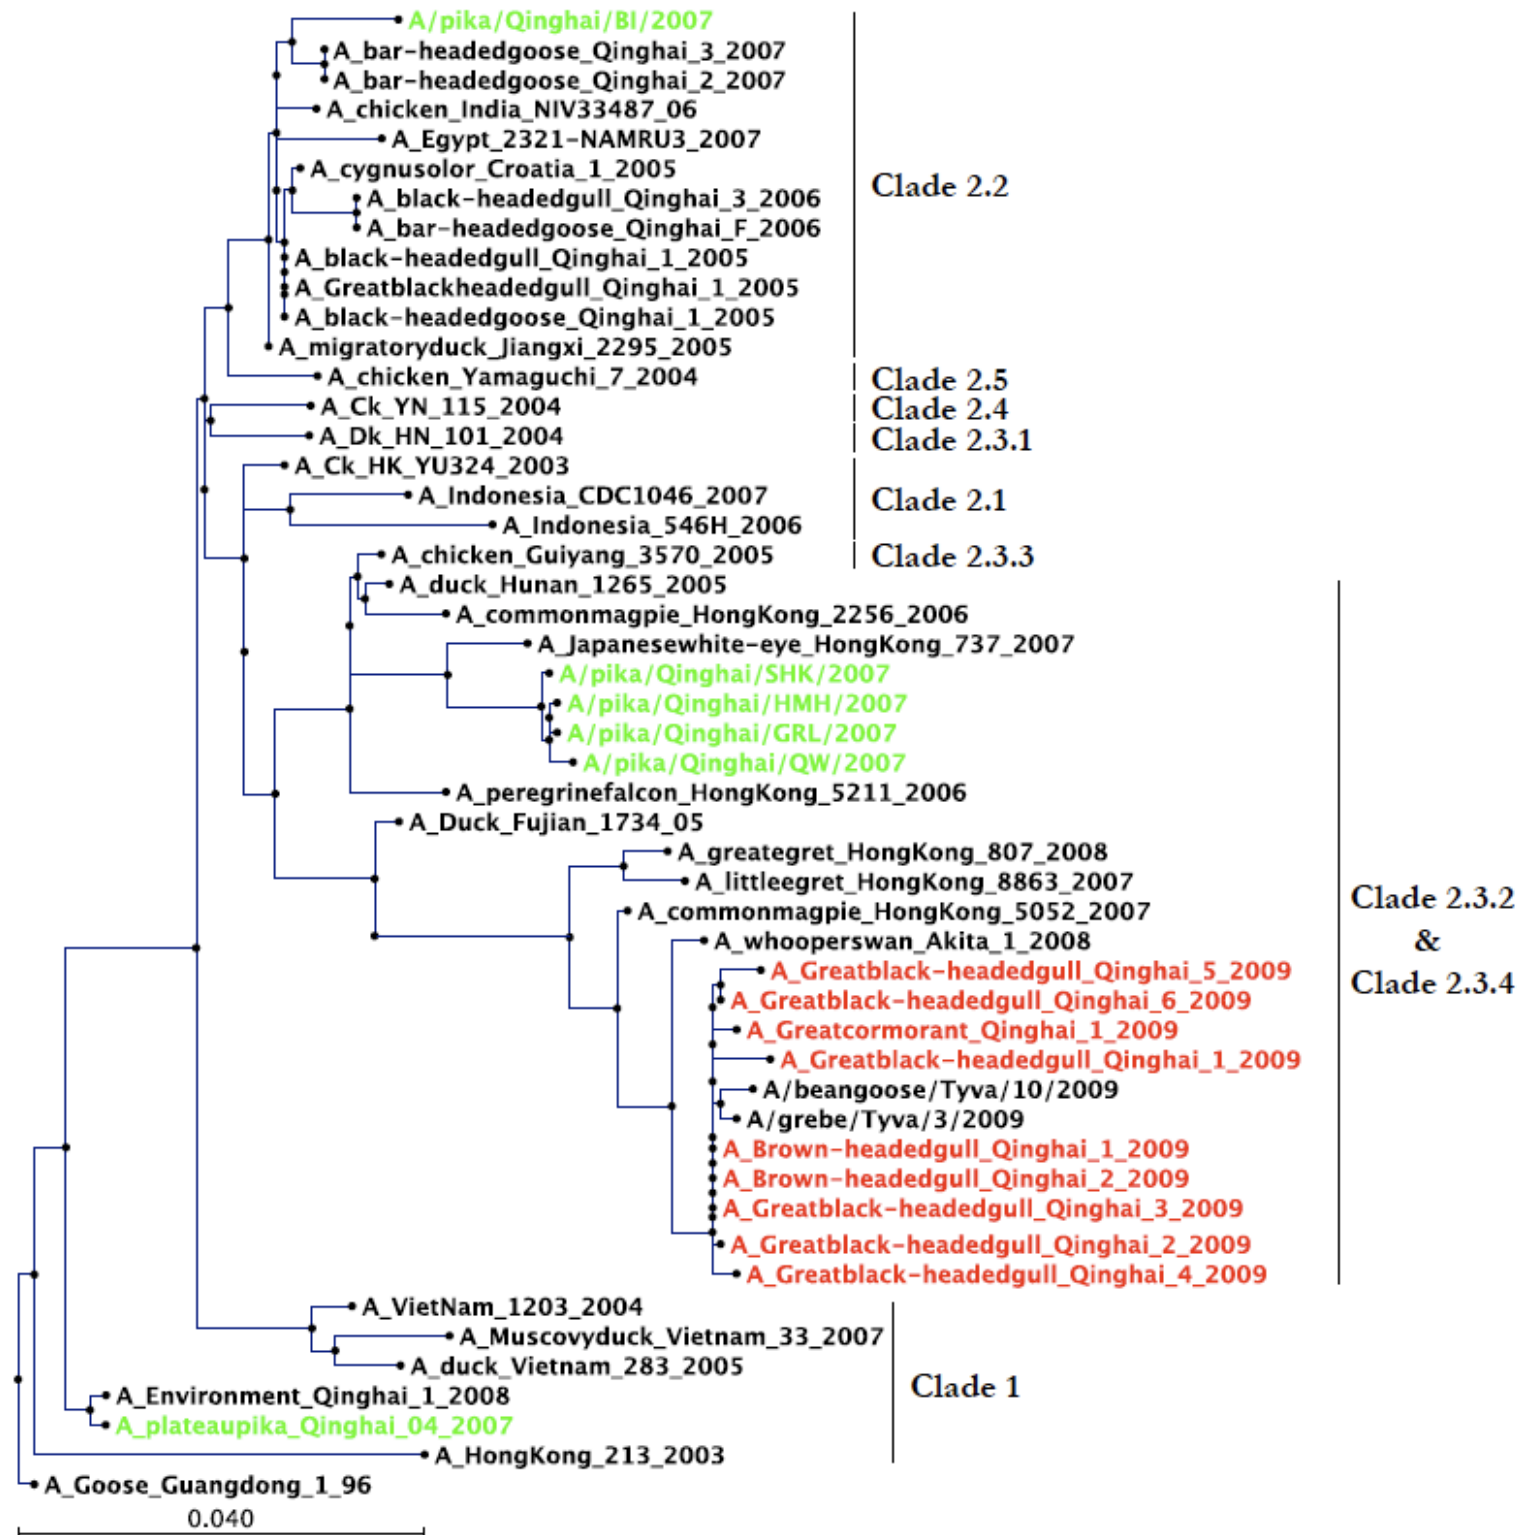 A/pika/Qinghai/BI/2007
A_bar-headedgoose_Qinghai_3_2007
A_bar-headedgoose_Qinghai_2_2007
A_chicken_India_NIV33487_06
A_Egypt_2321-NAMRU3_2007
A_cygnusolor_Croatia_1_2005
Clade 2.2
A_black-headedgull_Qinghai_3_2006
A_bar-headedgoose_Qinghai_F_2006
A_black-headedgull_Qinghai_1_2005
A_Greatblackheadedgull_Qinghai_1_2005
A_black-headedgoose_Qinghai_1_2005
A_migratoryduck_Jiangxi_2295_2005
A_chicken_Yamaguchi_7_2004
Clade 2.5
A_Ck_YN_115_2004
Clade 2.4
A_Dk_HN_101_2004
Clade 2.3.1
A_Ck_HK_YU324_2003
A_Indonesia_CDC1046_2007
Clade 2.1
A_Indonesia_546H_2006
A_chicken_Guiyang_3570_2005
Clade 2.3.3
A_duck_Hunan_1265_2005
A_commonmagpie_HongKong_2256_2006
A_Japanesewhite-eye_HongKong_737_2007
A/pika/Qinghai/SHK/2007
A/pika/Qinghai/HMH/2007
A/pika/Qinghai/GRL/2007
A/pika/Qinghai/QW/2007
A_peregrinefalcon_HongKong_5211_2006
A_Duck_Fujian_1734_05
A_greategret_HongKong_807_2008
A_littleegret_HongKong_8863_2007
Clade 2.3.2
A_commonmagpie_HongKong_5052_2007
A_whooperswan_Akita_1_2008
&
A_Greatblack-headedgull_Qinghai_5_2009
Clade 2.3.4
A_Greatblack-headedgull_Qinghai_6_2009
A_Greatcormorant_Qinghai_1_2009
A_Greatblack-headedgull_Qinghai_1_2009
A/beangoose/Tyva/10/2009
A/grebe/Tyva/3/2009
A_Brown-headedgull_Qinghai_1_2009
A_Brown-headedgull_Qinghai_2_2009
A_Greatblack-headedgull_Qinghai_3_2009
A_Greatblack-headedgull_Qinghai_2_2009
A_Greatblack-headedgull_Qinghai_4_2009
A_VietNam_1203_2004
A_Muscovyduck_Vietnam_33_2007
A_duck_Vietnam_283_2005
Clade 1
A_Environment_Qinghai_1_2008
A_plateaupika_Qinghai_04_2007
A_HongKong_213_2003
A_Goose_Guangdong_1_96
0.040